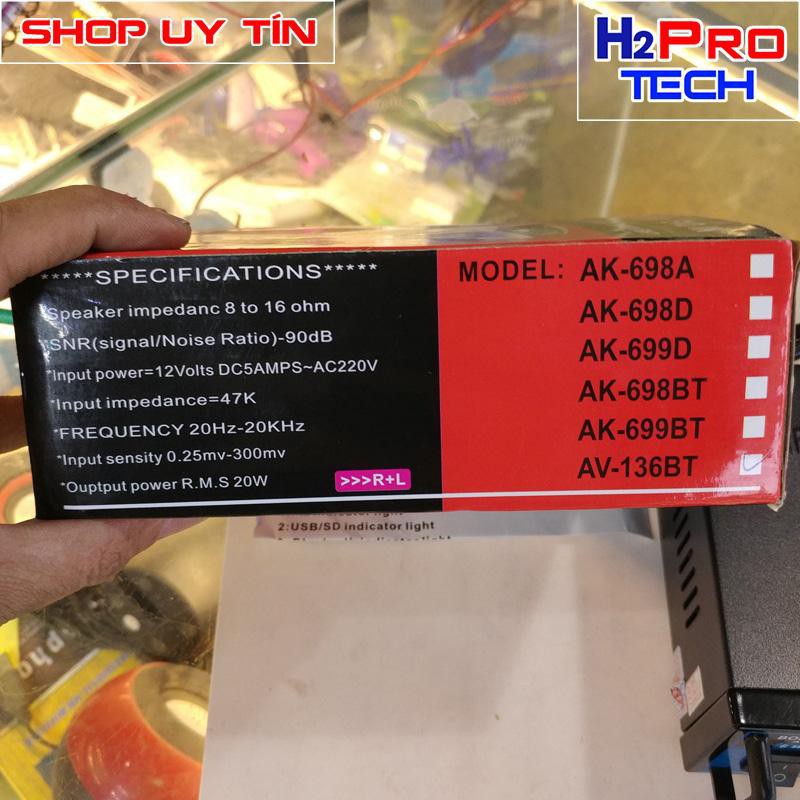 SHOP UY TÍN
H2PRO
TECH
*****SPECIFICATIONS*****
*Speaker impedanc 8 to 16 ohm
*SNR(signal/Noise Ratio)-90dB
*Input power=12Volts DC5AMPS~AC220V
*Input impedance=47K
*FREQUENCY 20Hz-20KHz
*Input sensity 0.25mv-300mv
*Ouptput power R.M.S 20W >>>R+L
MODEL: AK-698A
AK-698D
AK-699D
AK-698BT
AK-699BT
AV-136BT
2:USB/SD indicator light